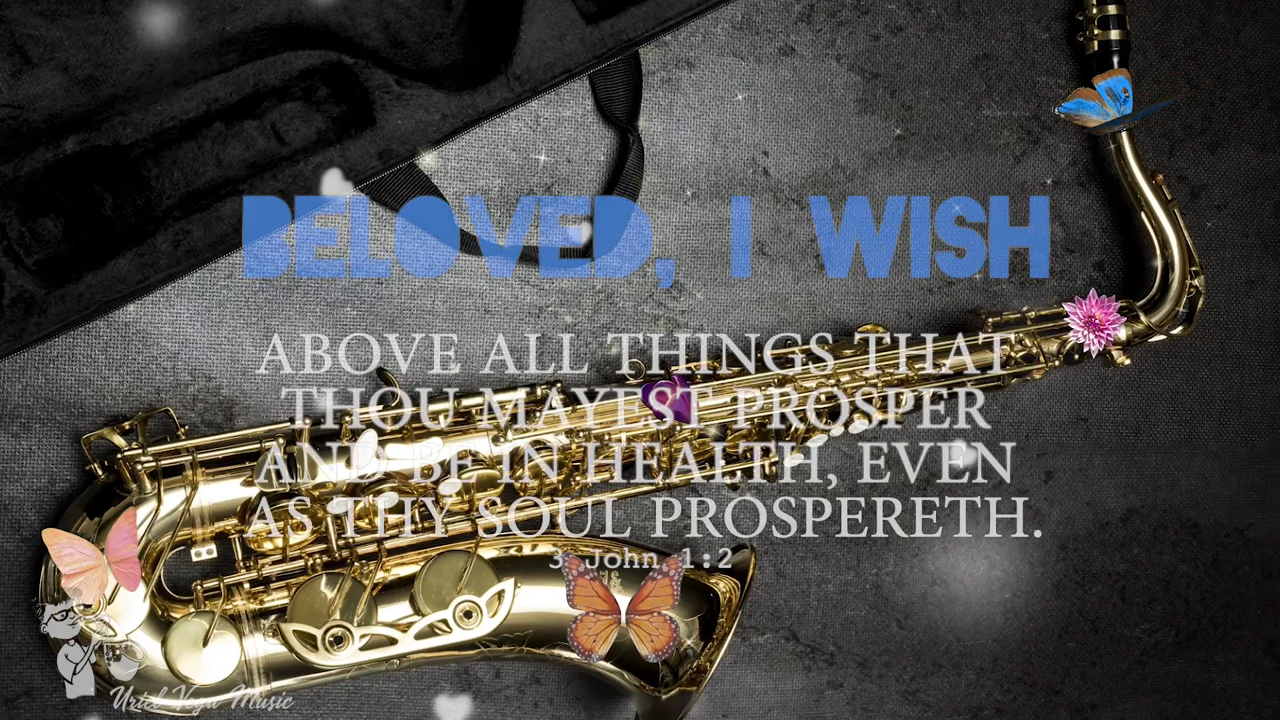 BELOVED, I WISH
ABOVE ALL THINGS THAT
THOU MAYEST PROSPER
AND BE IN HEALTH, EVEN
AS THY SOUL PROSPERETH.
3 John 1:2
Uriel Vega Music